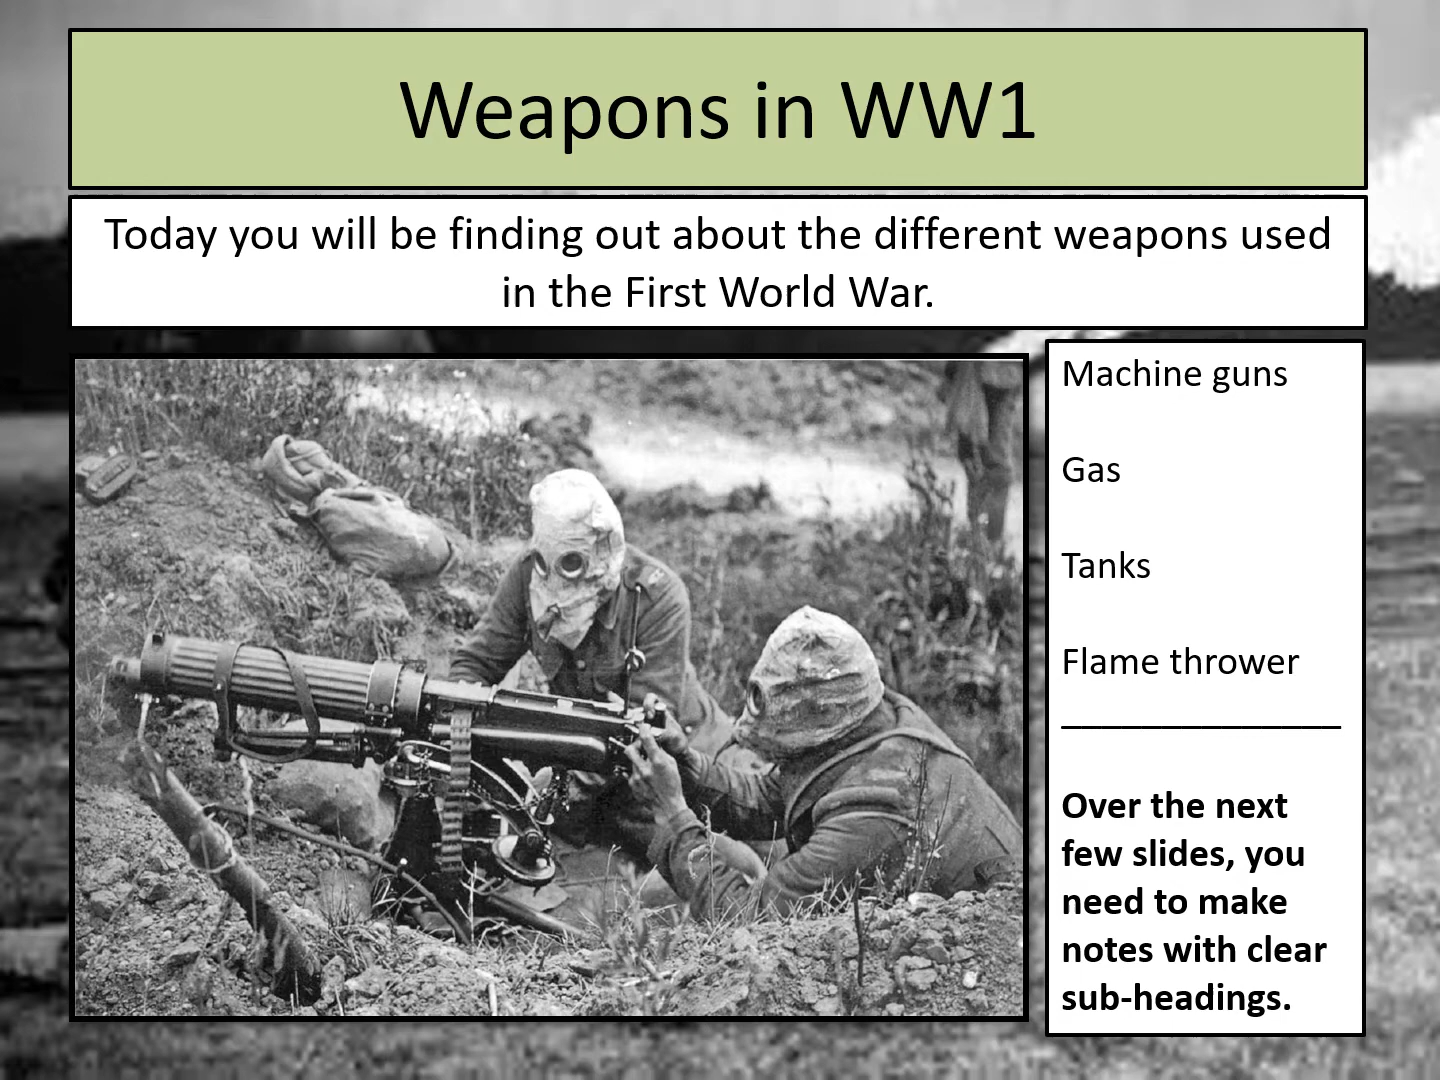 Weapons in WW1
Today you will be finding out about the different weapons used
in the First World War.
Machine guns
Gas
Tanks
Flame thrower
Over the next
few slides, you
need to make
notes with clear
sub-headings.